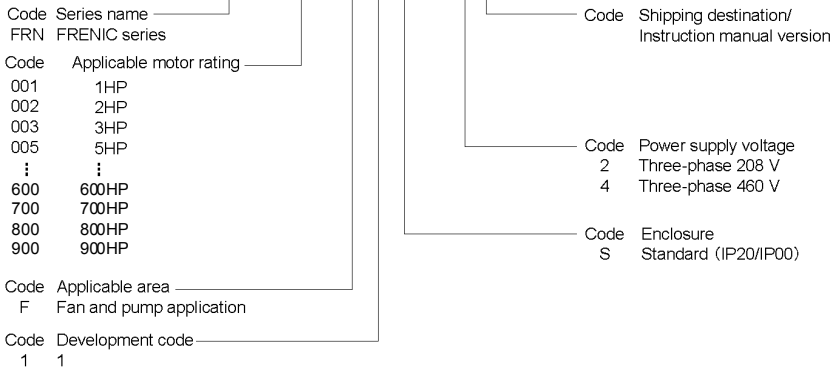 Code Series name
FRN FRENIC series
Code Applicable motor rating
001 1HP
002 2HP
003 3HP
005 5HP
⋮ ⋮
600 600HP
700 700HP
800 800HP
900 900HP
Code Applicable area
F Fan and pump application
Code Development code
1 1
Code Shipping destination/
Instruction manual version
Code Power supply voltage
2 Three-phase 208 V
4 Three-phase 460 V
Code Enclosure
S Standard (IP20/IP00)